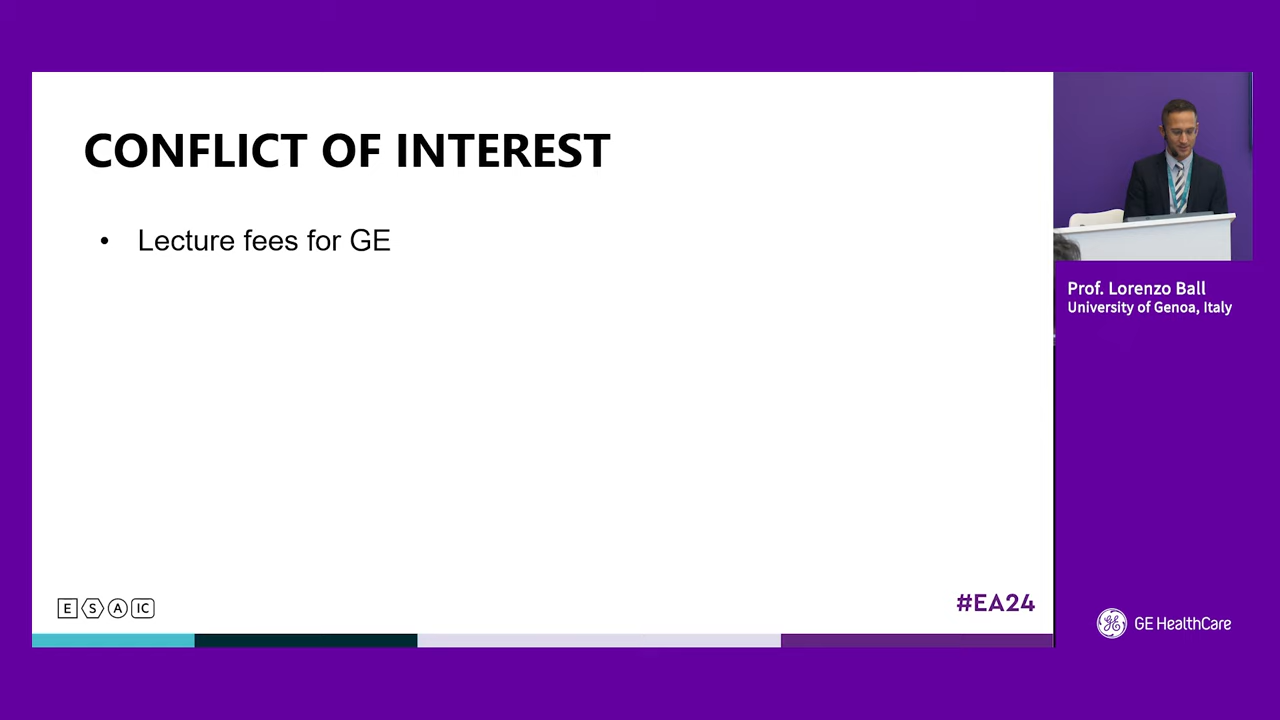 CONFLICT OF INTEREST
• Lecture fees for GE
Prof. Lorenzo Ball
University of Genoa, Italy
E S A IC
#EA24
GE HealthCare